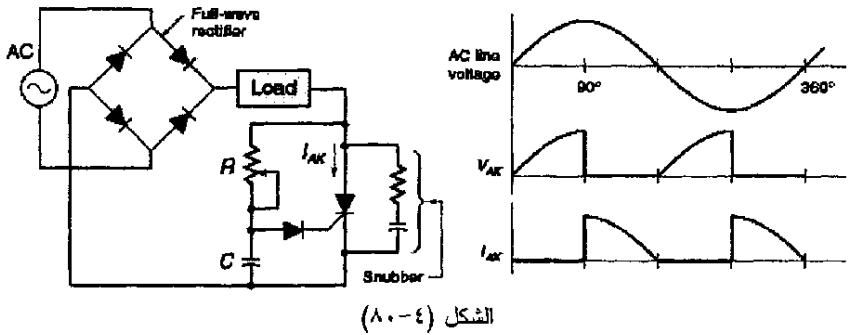 Full-wave
rectifier
AC
Load
R
I_AK
C
Snubber
AC line
voltage
90°
360°
V_AK
I_AK
الشكل (٤-٨٠)